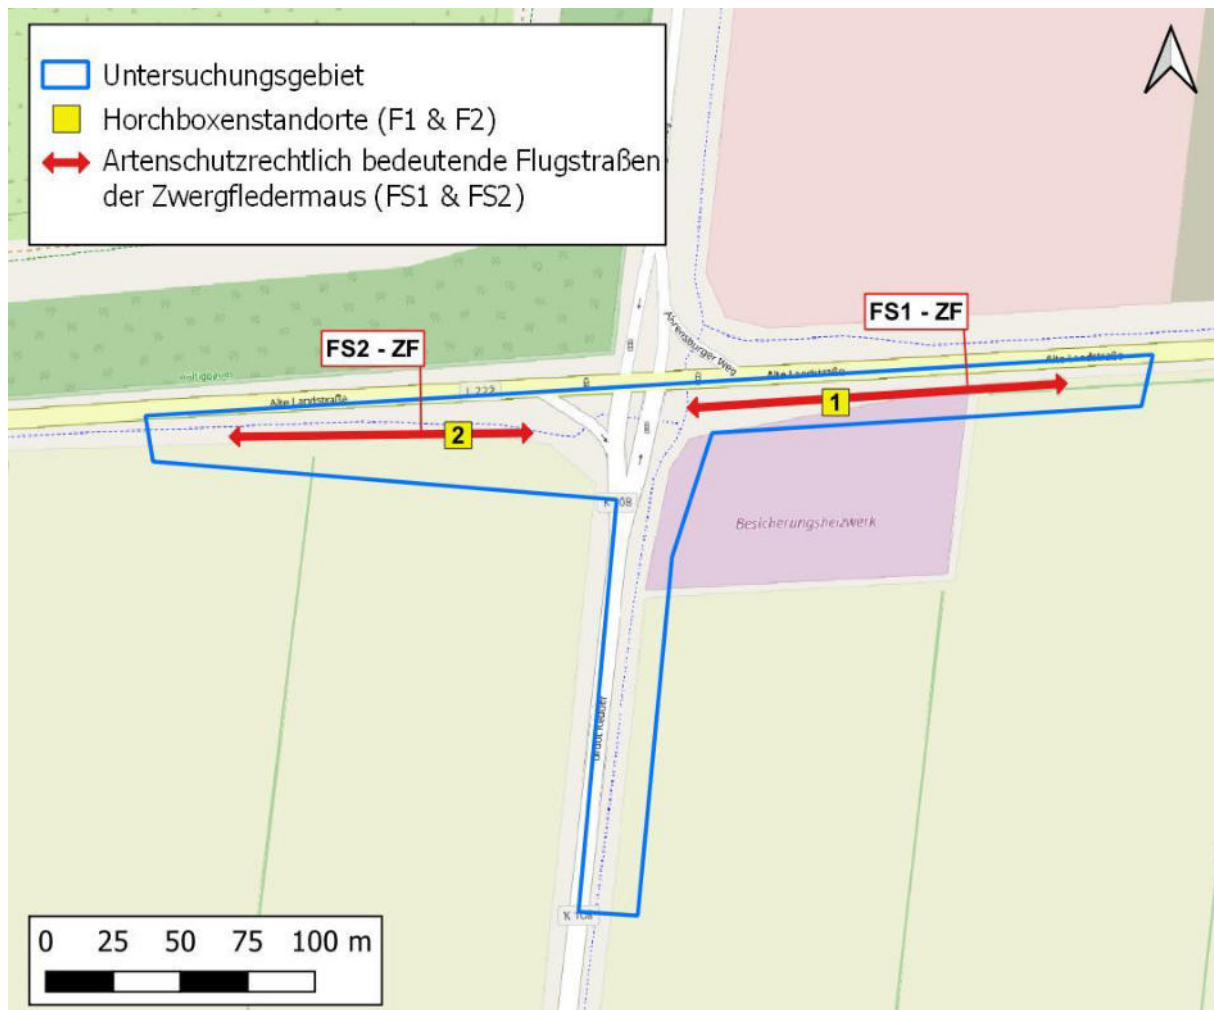 Untersuchungsgebiet
Horchboxenstandorte (F1 & F2)
Artenschutzrechtlich bedeutende Flugstraßen
der Zwergfledermaus (FS1 & FS2)
FS1 - ZF
Ahrensburger Weg
FS2 - ZF
Alte Landstraße
Alte Landstraße
Alte Landstraße
L 222
1
2
K 108
Besicherungsheizwerk
K 108
0 25 50 75 100 m